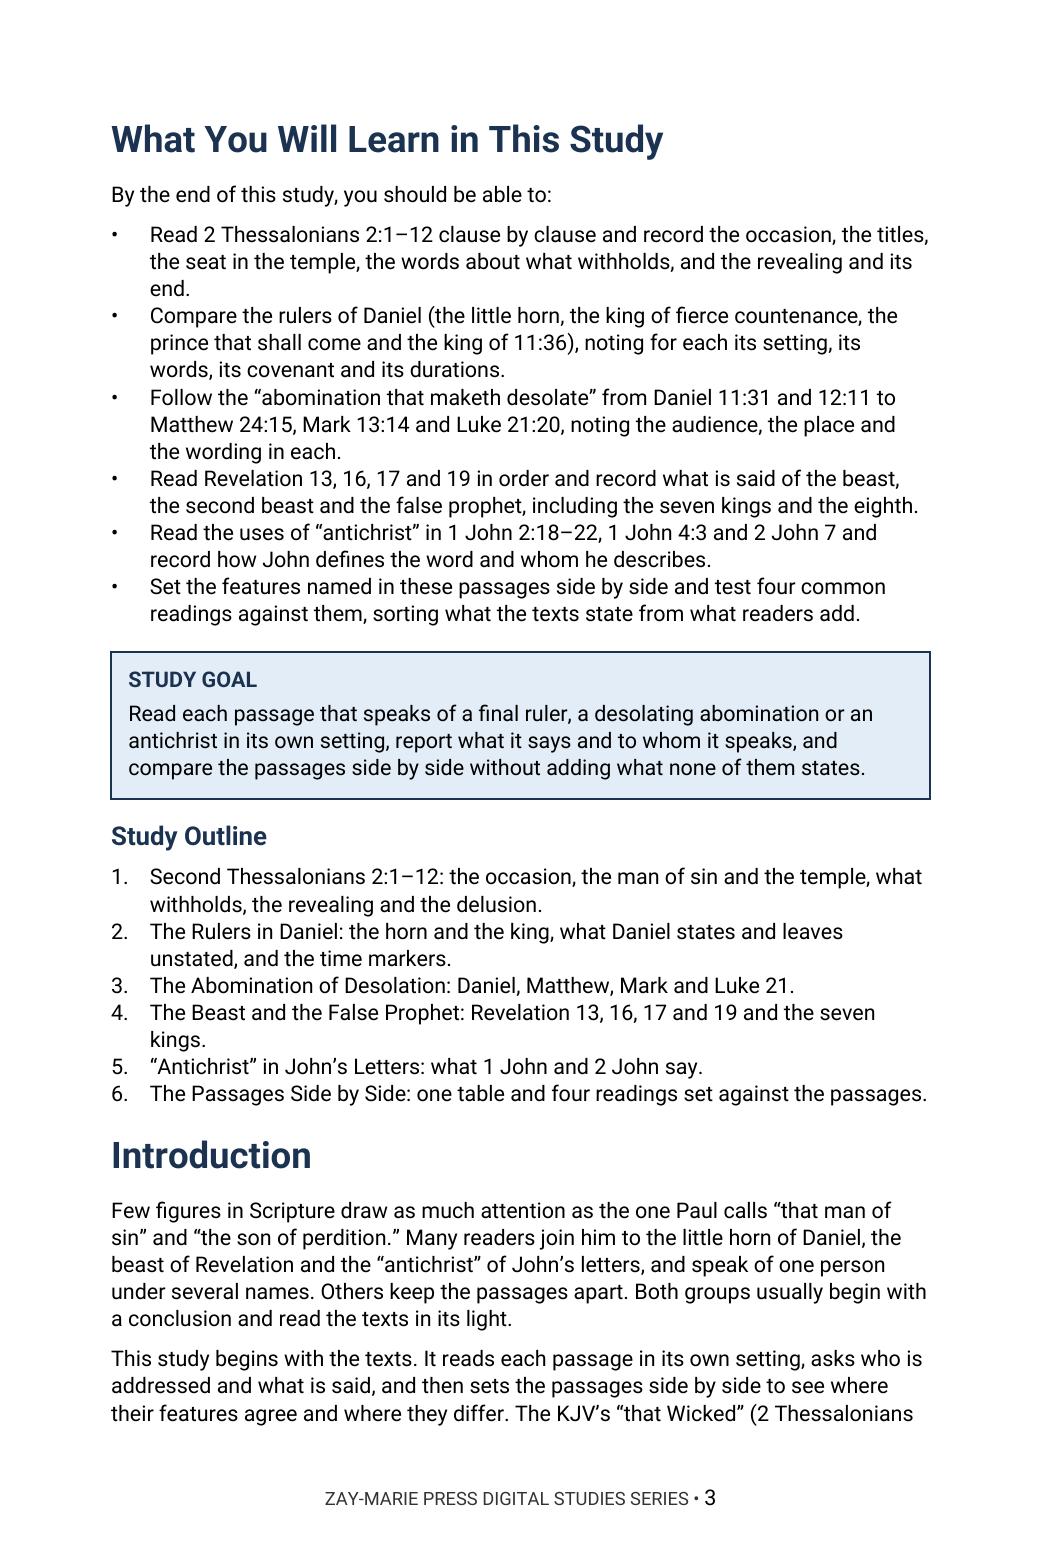 What You Will Learn in This Study
By the end of this study, you should be able to:
• Read 2 Thessalonians 2:1–12 clause by clause and record the occasion, the titles,
the seat in the temple, the words about what withholds, and the revealing and its
end.
• Compare the rulers of Daniel (the little horn, the king of fierce countenance, the
prince that shall come and the king of 11:36), noting for each its setting, its
words, its covenant and its durations.
• Follow the “abomination that maketh desolate” from Daniel 11:31 and 12:11 to
Matthew 24:15, Mark 13:14 and Luke 21:20, noting the audience, the place and
the wording in each.
• Read Revelation 13, 16, 17 and 19 in order and record what is said of the beast,
the second beast and the false prophet, including the seven kings and the eighth.
• Read the uses of “antichrist” in 1 John 2:18–22, 1 John 4:3 and 2 John 7 and
record how John defines the word and whom he describes.
• Set the features named in these passages side by side and test four common
readings against them, sorting what the texts state from what readers add.
STUDY GOAL
Read each passage that speaks of a final ruler, a desolating abomination or an
antichrist in its own setting, report what it says and to whom it speaks, and
compare the passages side by side without adding what none of them states.
Study Outline
1. Second Thessalonians 2:1–12: the occasion, the man of sin and the temple, what
withholds, the revealing and the delusion.
2. The Rulers in Daniel: the horn and the king, what Daniel states and leaves
unstated, and the time markers.
3. The Abomination of Desolation: Daniel, Matthew, Mark and Luke 21.
4. The Beast and the False Prophet: Revelation 13, 16, 17 and 19 and the seven
kings.
5. “Antichrist” in John’s Letters: what 1 John and 2 John say.
6. The Passages Side by Side: one table and four readings set against the passages.
Introduction
Few figures in Scripture draw as much attention as the one Paul calls “that man of
sin” and “the son of perdition.” Many readers join him to the little horn of Daniel, the
beast of Revelation and the “antichrist” of John’s letters, and speak of one person
under several names. Others keep the passages apart. Both groups usually begin with
a conclusion and read the texts in its light.
This study begins with the texts. It reads each passage in its own setting, asks who is
addressed and what is said, and then sets the passages side by side to see where
their features agree and where they differ. The KJV’s “that Wicked” (2 Thessalonians
ZAY-MARIE PRESS DIGITAL STUDIES SERIES • 3